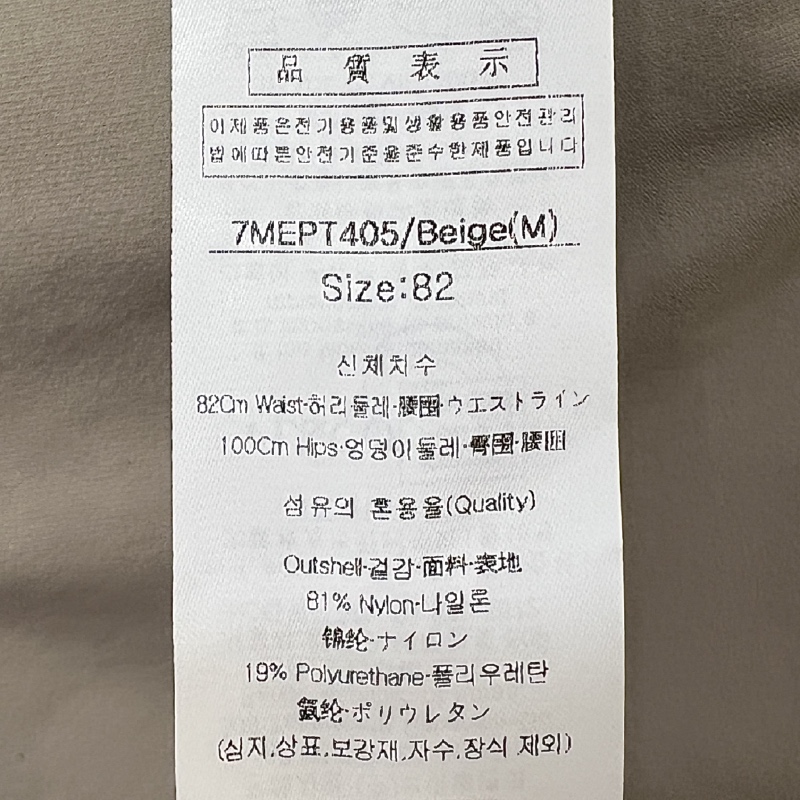 品質表示
이제품은전기용품및생활용품안전관리
법에따른안전기준을준수한제품입니다
7MEPT405/Beige(M)
Size:82
신체치수
82Cm Waist·허리둘레·腰围·ウエストライン
100Cm Hips·엉덩이둘레·臀围·腰囲
섬유의 혼용율(Quality)
Outshell·겉감·面料·表地
81% Nylon·나일론
锦纶·ナイロン
19% Polyurethane·폴리우레탄
氨纶·ポリウレタン
(심지,상표,보강재,자수,장식 제외)